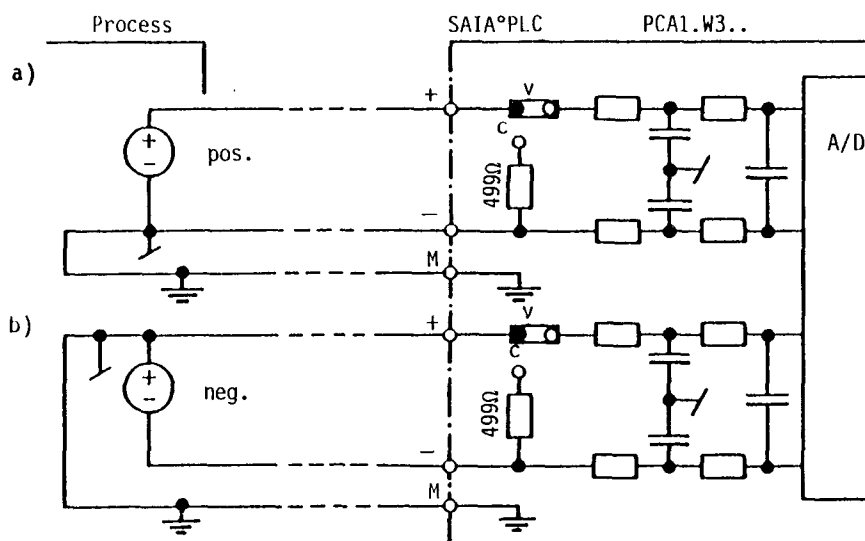 Process SAIA°PLC PCA1.W3..
a)
+ V
C A/D
+
− pos. 499Ω
−
M
b)
+ V
C
+
− neg. 499Ω
−
M